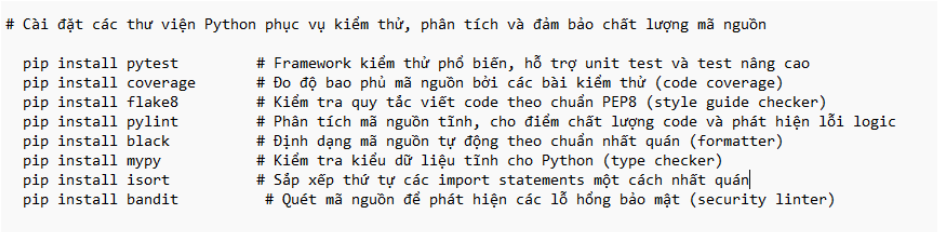 # Cài đặt các thư viện Python phục vụ kiểm thử, phân tích và đảm bảo chất lượng mã nguồn
pip install pytest # Framework kiểm thử phổ biến, hỗ trợ unit test và test nâng cao
pip install coverage # Đo độ bao phủ mã nguồn bởi các bài kiểm thử (code coverage)
pip install flake8 # Kiểm tra quy tắc viết code theo chuẩn PEP8 (style guide checker)
pip install pylint # Phân tích mã nguồn tĩnh, cho điểm chất lượng code và phát hiện lỗi logic
pip install black # Định dạng mã nguồn tự động theo chuẩn nhất quán (formatter)
pip install mypy # Kiểm tra kiểu dữ liệu tĩnh cho Python (type checker)
pip install isort # Sắp xếp thứ tự các import statements một cách nhất quán
pip install bandit # Quét mã nguồn để phát hiện các lỗ hổng bảo mật (security linter)